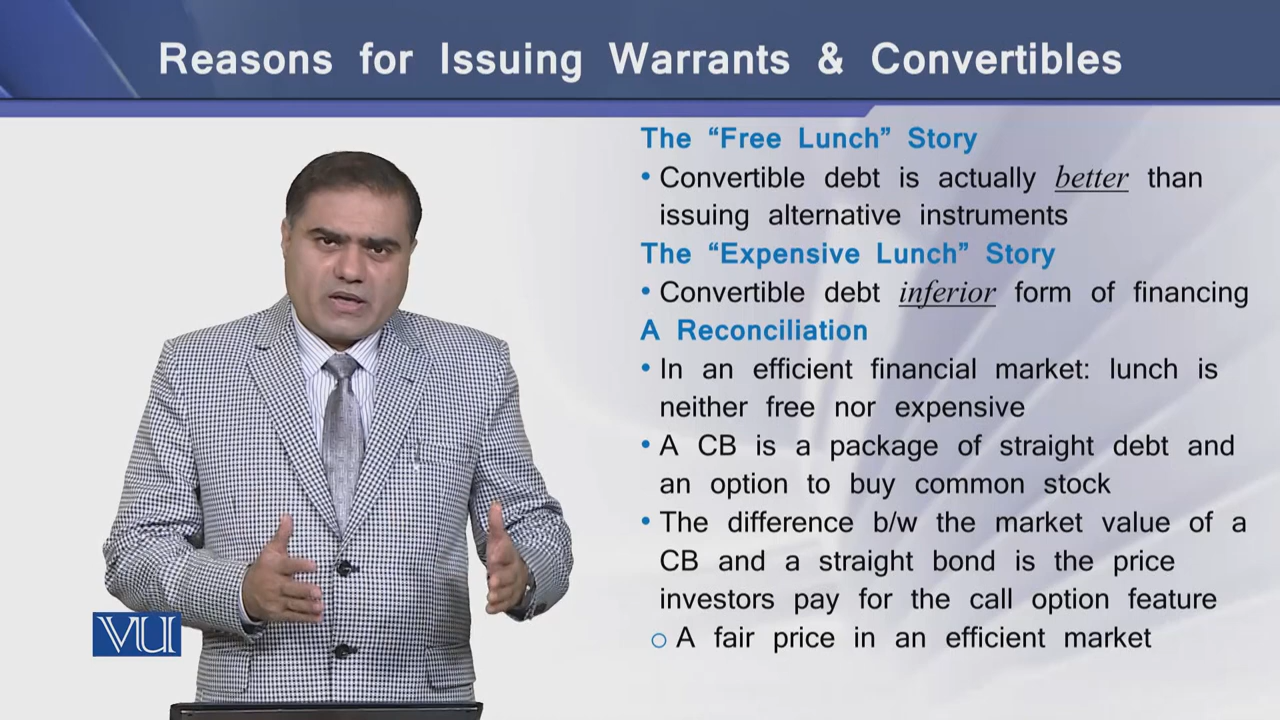 Reasons for Issuing Warrants & Convertibles
The “Free Lunch” Story
• Convertible debt is actually better than
issuing alternative instruments
The “Expensive Lunch” Story
• Convertible debt inferior form of financing
A Reconciliation
• In an efficient financial market: lunch is
neither free nor expensive
• A CB is a package of straight debt and
an option to buy common stock
• The difference b/w the market value of a
CB and a straight bond is the price
investors pay for the call option feature
o A fair price in an efficient market
VU